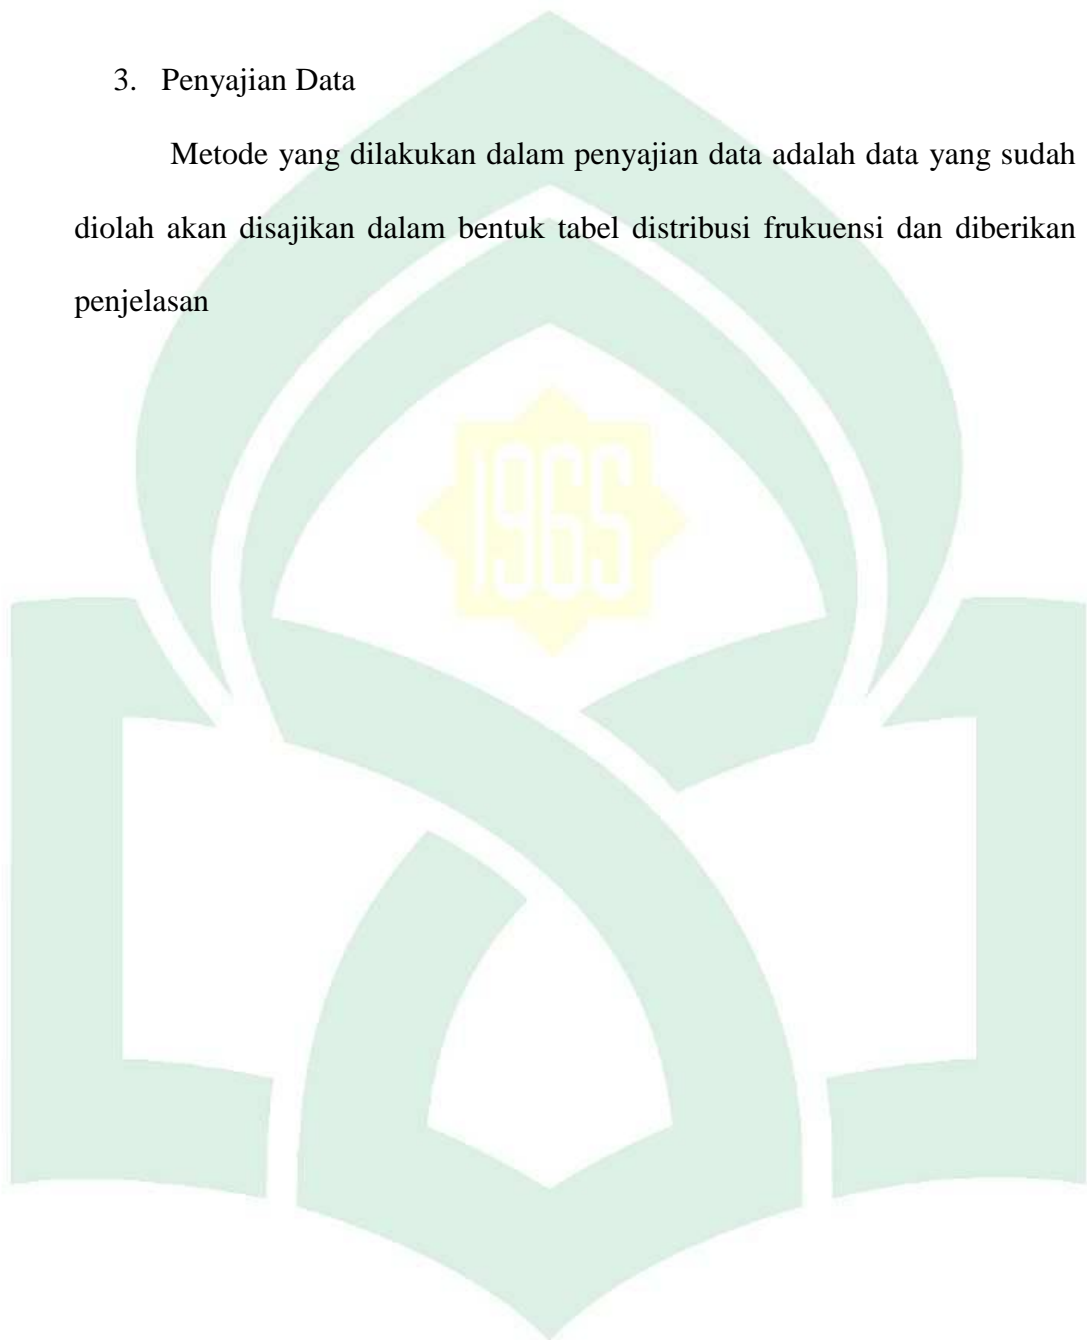 3. Penyajian Data
Metode yang dilakukan dalam penyajian data adalah data yang sudah
diolah akan disajikan dalam bentuk tabel distribusi frukuensi dan diberikan
penjelasan
1965